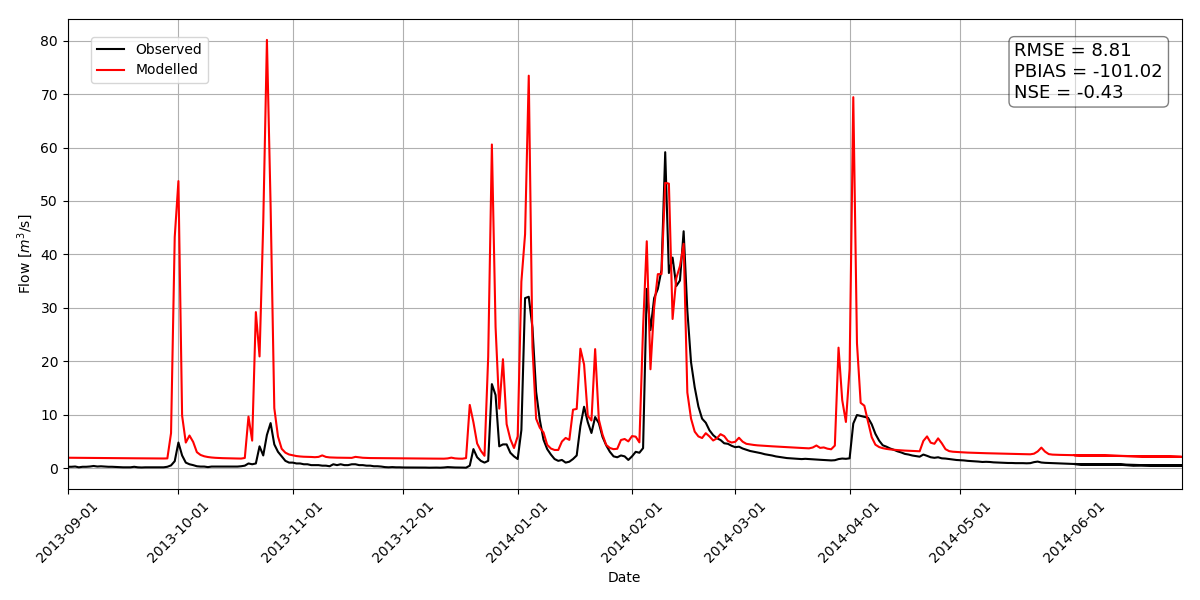 Observed
Modelled
RMSE = 8.81
PBIAS = -101.02
NSE = -0.43
80
70
60
50
40
30
20
10
0
Flow [m³/s]
2013-09-01
2013-10-01
2013-11-01
2013-12-01
2014-01-01
2014-02-01
2014-03-01
2014-04-01
2014-05-01
2014-06-01
Date